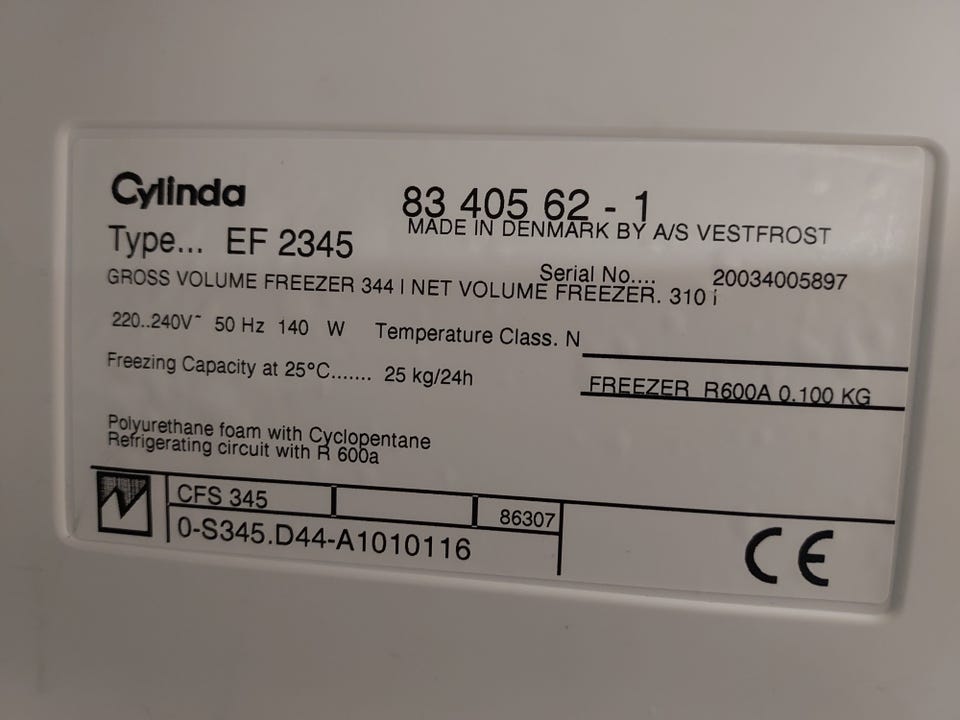 Cylinda 83 405 62 - 1
MADE IN DENMARK BY A/S VESTFROST
Type... EF 2345
Serial No.... 20034005897
GROSS VOLUME FREEZER 344 l NET VOLUME FREEZER. 310 l
220..240V~ 50 Hz 140 W Temperature Class. N
Freezing Capacity at 25°C....... 25 kg/24h
FREEZER R600A 0.100 KG
Polyurethane foam with Cyclopentane
Refrigerating circuit with R 600a
CFS 345
86307
0-S345.D44-A1010116
CE